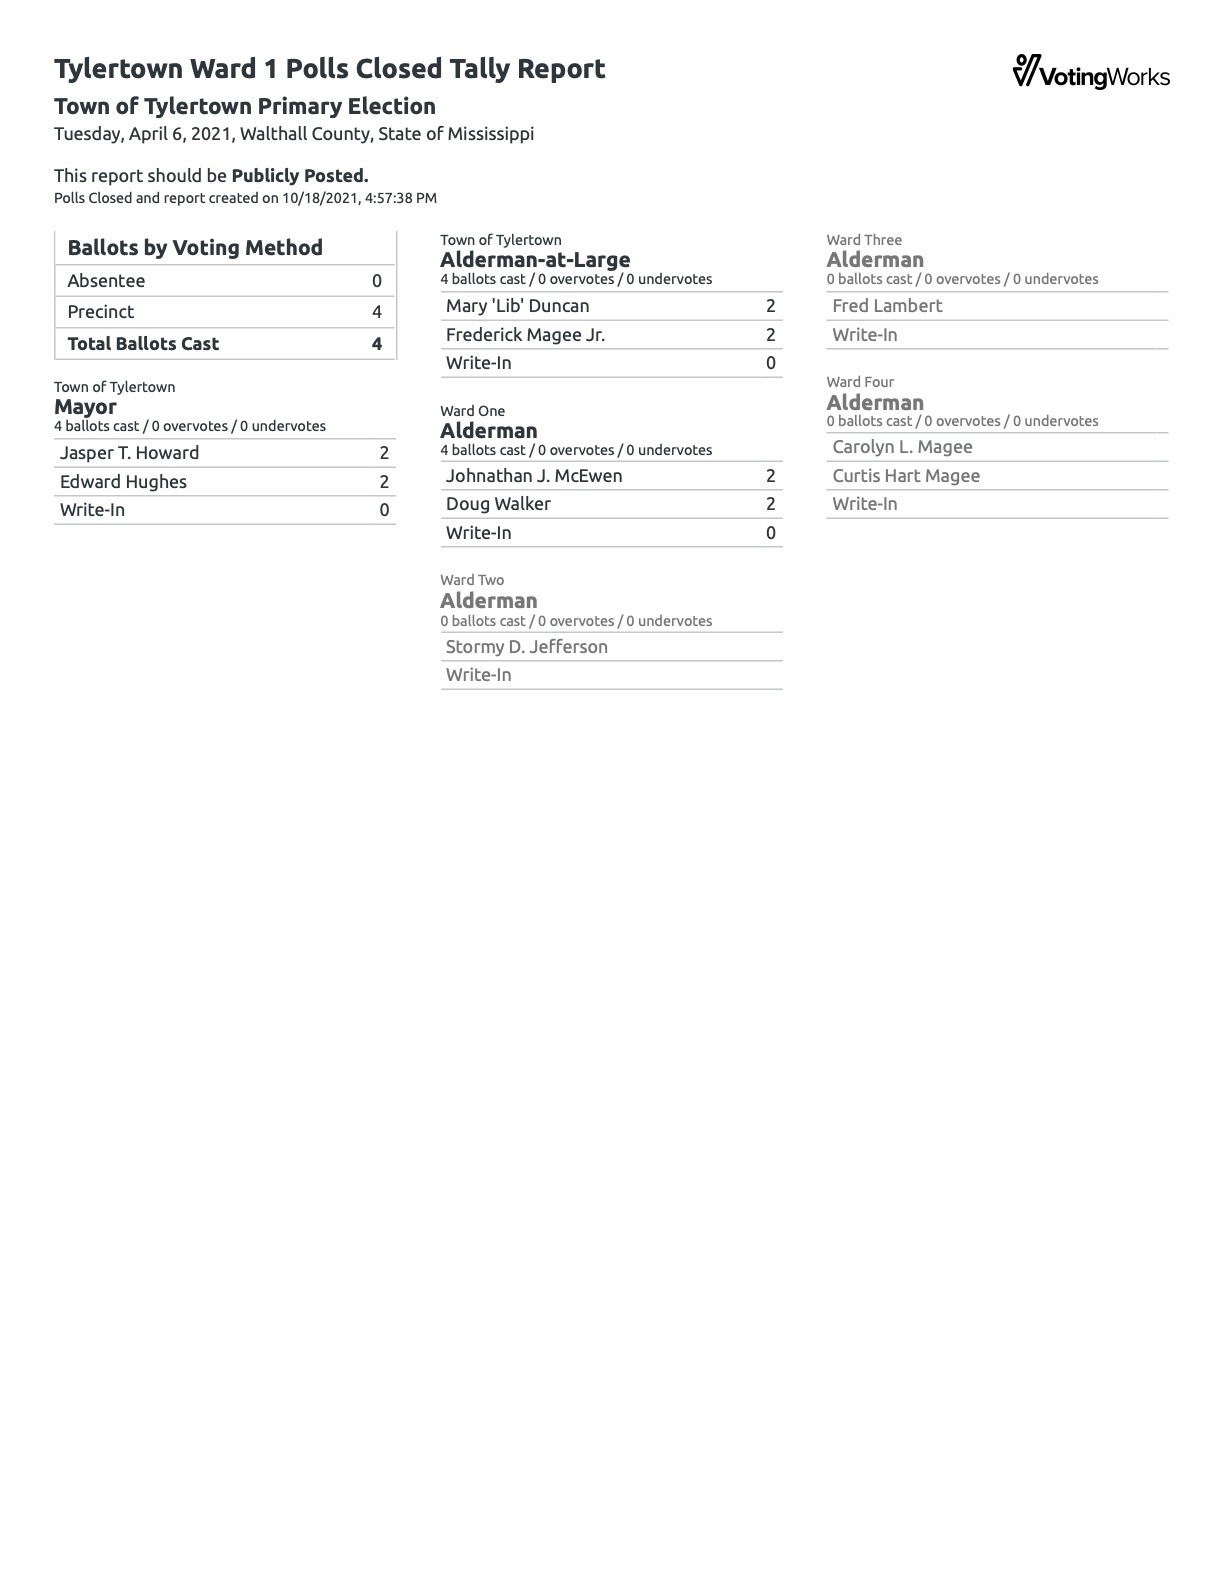 Tylertown Ward 1 Polls Closed Tally Report
VotingWorks
Town of Tylertown Primary Election
Tuesday, April 6, 2021, Walthall County, State of Mississippi
This report should be Publicly Posted.
Polls Closed and report created on 10/18/2021, 4:57:38 PM
Ballots by Voting Method
Absentee 0
Precinct 4
Total Ballots Cast 4
Town of Tylertown
Mayor
4 ballots cast / 0 overvotes / 0 undervotes
Jasper T. Howard 2
Edward Hughes 2
Write-In 0
Town of Tylertown
Alderman-at-Large
4 ballots cast / 0 overvotes / 0 undervotes
Mary 'Lib' Duncan 2
Frederick Magee Jr. 2
Write-In 0
Ward One
Alderman
4 ballots cast / 0 overvotes / 0 undervotes
Johnathan J. McEwen 2
Doug Walker 2
Write-In 0
Ward Two
Alderman
0 ballots cast / 0 overvotes / 0 undervotes
Stormy D. Jefferson
Write-In
Ward Three
Alderman
0 ballots cast / 0 overvotes / 0 undervotes
Fred Lambert
Write-In
Ward Four
Alderman
0 ballots cast / 0 overvotes / 0 undervotes
Carolyn L. Magee
Curtis Hart Magee
Write-In